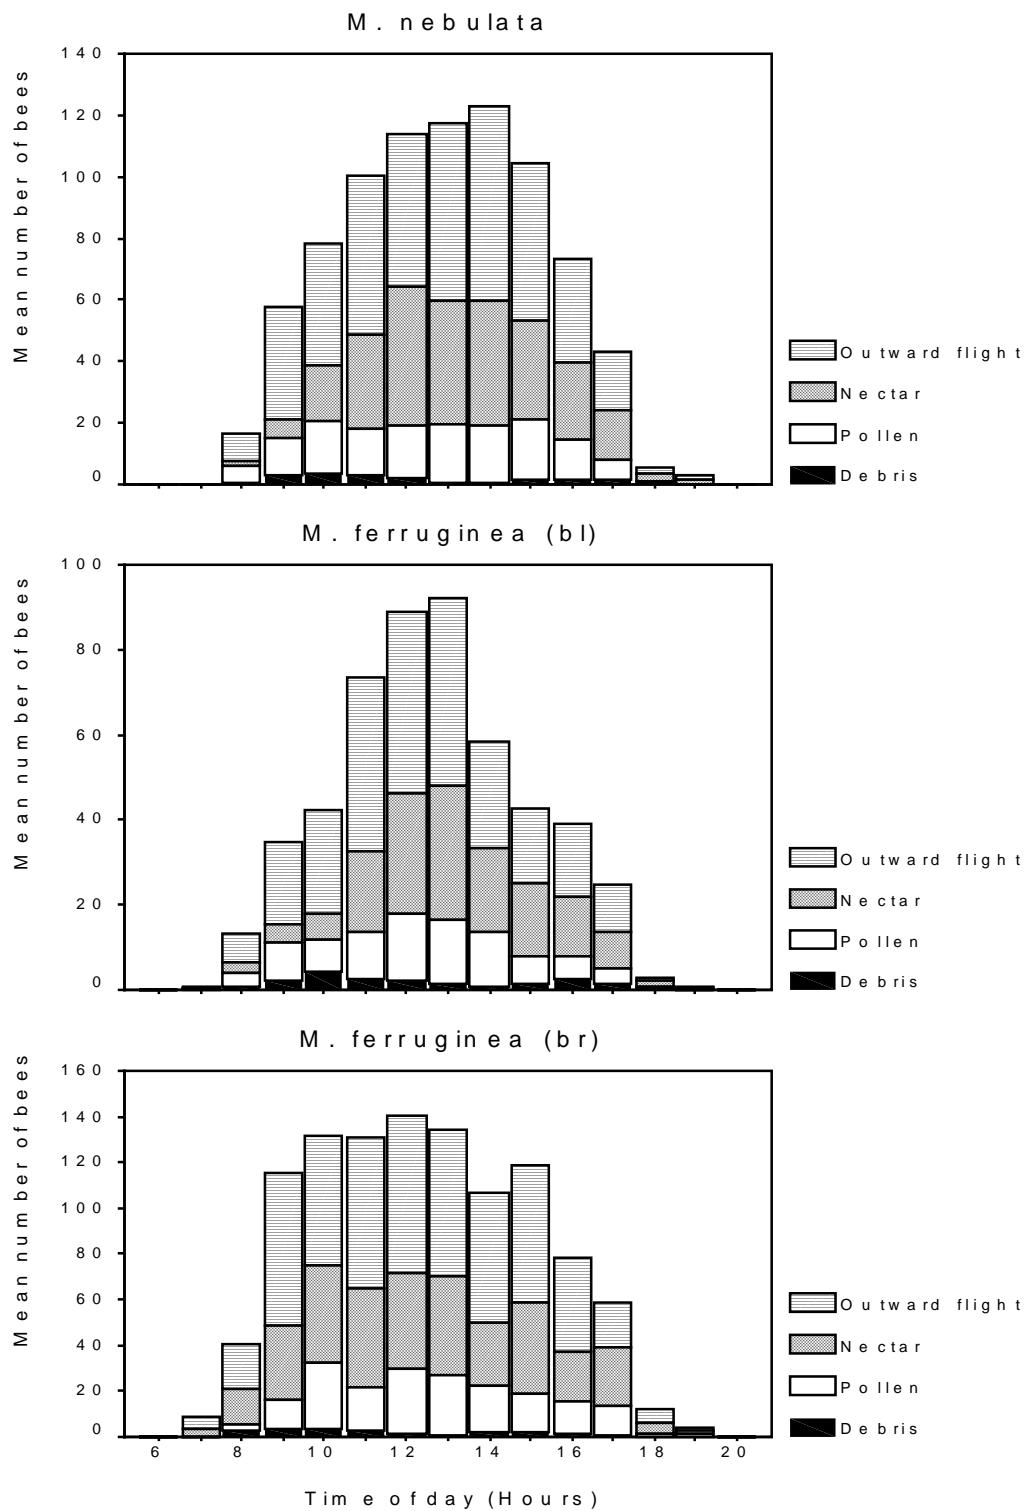 M. nebulata
Mean number of bees
140
120
100
80
60
40
20
0
Outward flight
Nectar
Pollen
Debris
M. ferruginea (bl)
Mean number of bees
100
80
60
40
20
0
Outward flight
Nectar
Pollen
Debris
M. ferruginea (br)
Mean number of bees
160
140
120
100
80
60
40
20
0
Outward flight
Nectar
Pollen
Debris
6 8 10 12 14 16 18 20
Time of day (Hours)